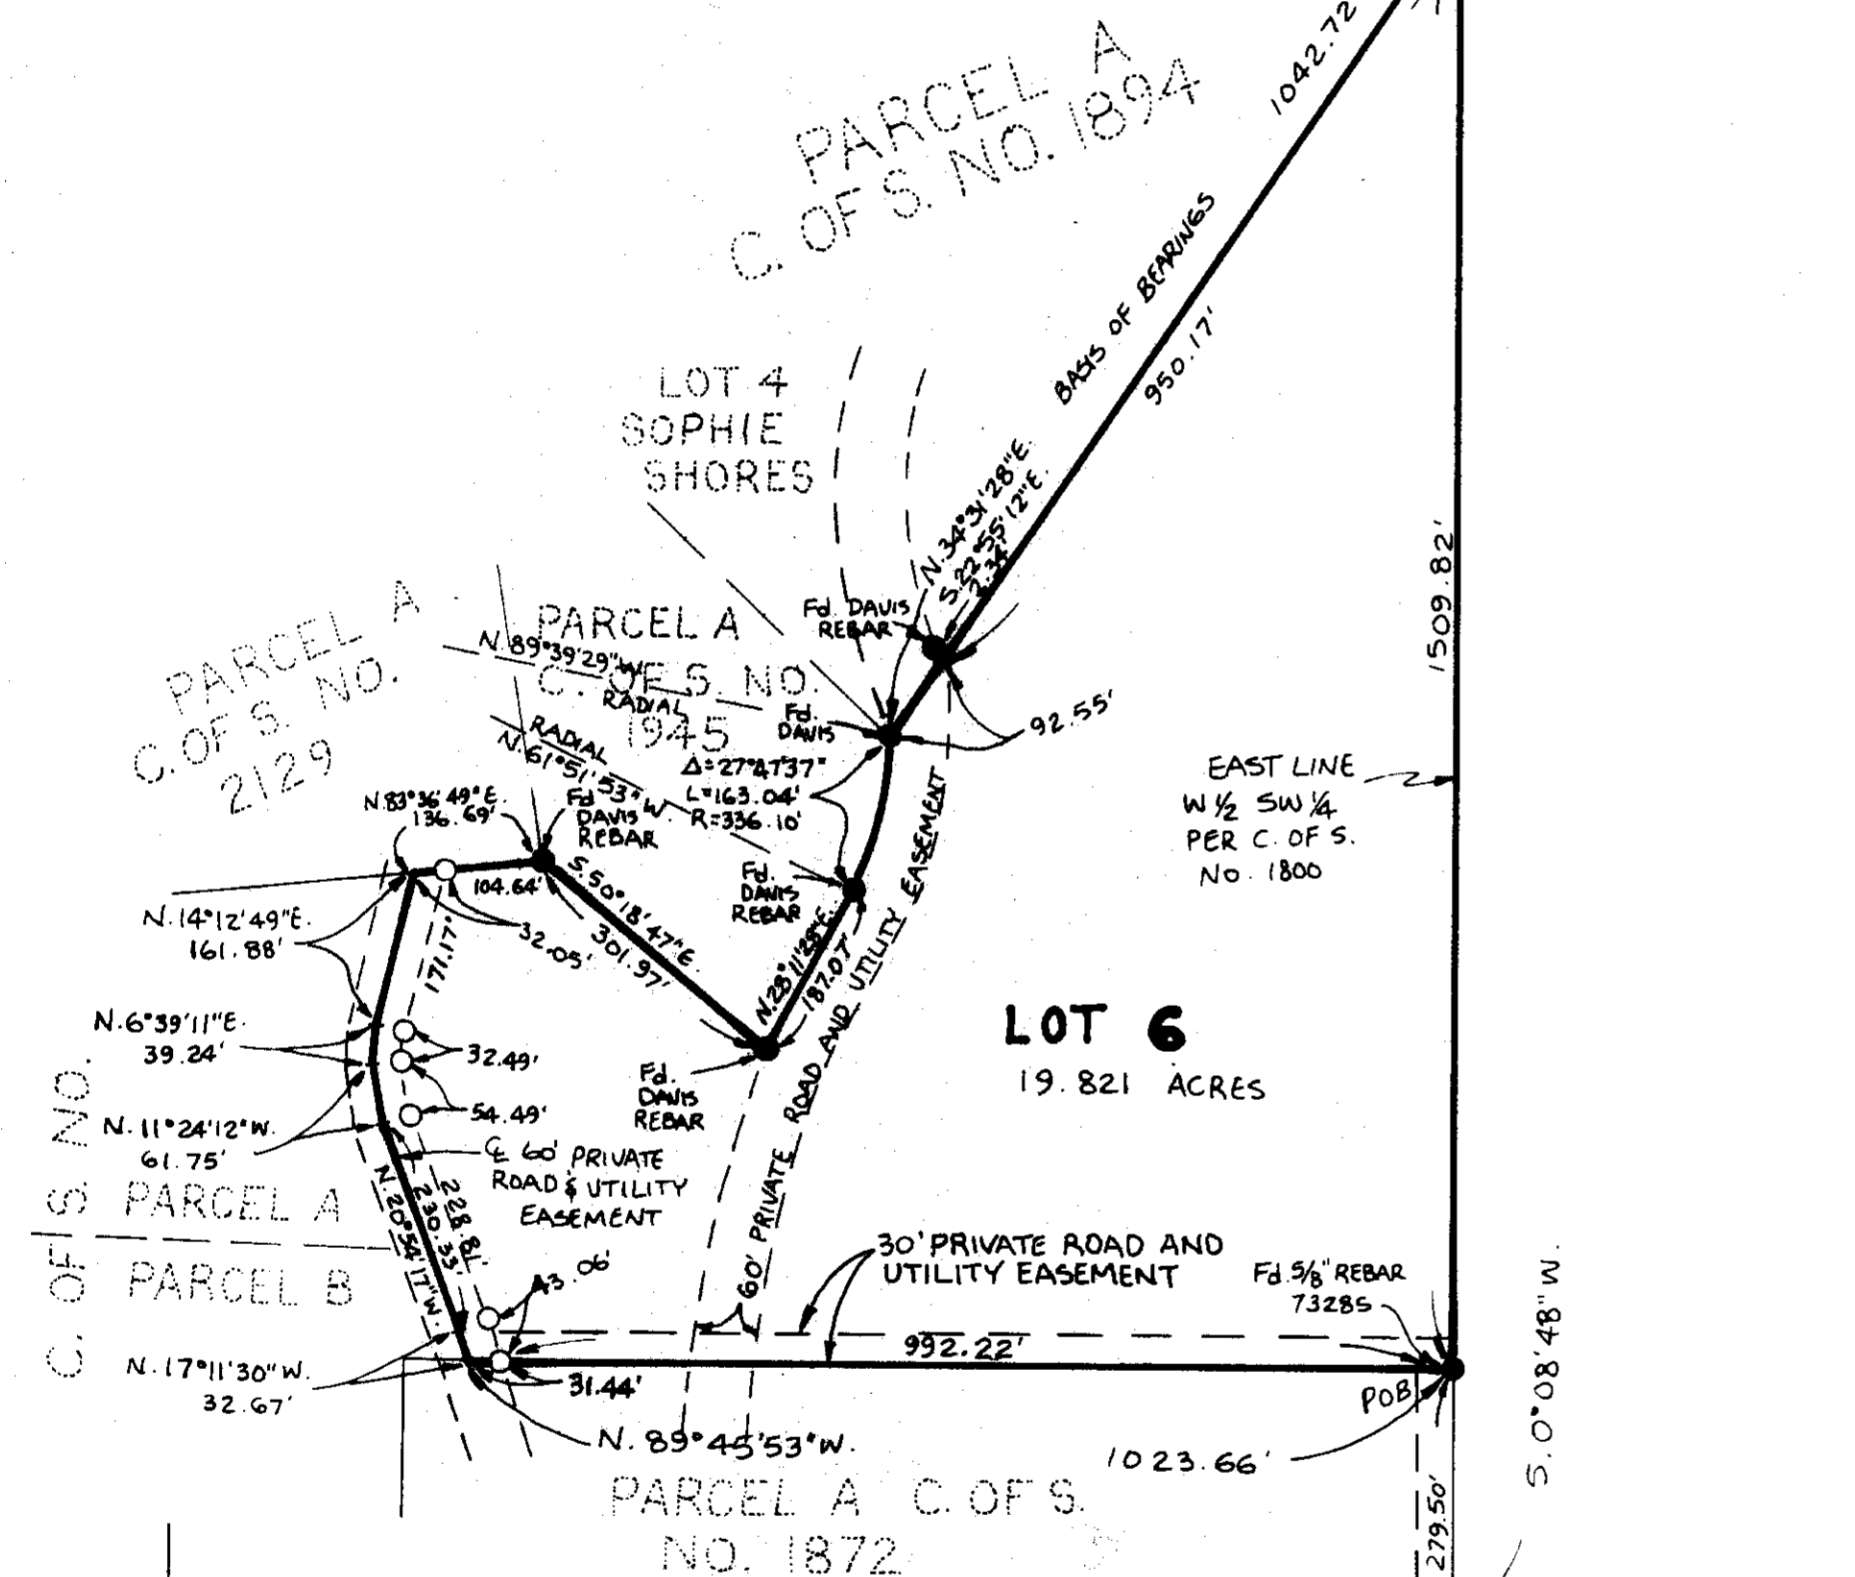 1042.72
PARCEL A
C. OF S. NO. 1894
BASIS OF BEARINGS
950.17'
LOT 4
SOPHIE
SHORES
N. 34°31'28"E.
S. 22°55'12"E.
2.34'
1509.82'
Fd. DAVIS
REBAR
PARCEL A
C. OF S. NO.
2129
PARCEL A
C. OF S. NO.
1945
N. 89°39'29"W.
RADIAL
RADIAL
N. 61°51'53"W.
Fd.
DAVIS
92.55'
Δ=27°47'37"
L=163.04'
R=336.10'
EAST LINE
W ½ SW ¼
PER C. OF S.
No. 1800
N. 83°36'49"E.
136.69'
Fd
DAVIS
REBAR
104.64'
S. 50°18'47"E.
301.97'
Fd.
DAVIS
REBAR
N. 14°12'49"E.
161.88'
32.05'
171.17'
N. 28°11'28"E.
187.07'
60' PRIVATE ROAD AND UTILITY EASEMENT
LOT 6
19.821 ACRES
N. 6°39'11"E.
39.24'
32.49'
Fd.
DAVIS
REBAR
54.49'
N. 11°24'12"W.
61.75'
℄ 60' PRIVATE
ROAD & UTILITY
EASEMENT
C. OF S. NO.
PARCEL A
PARCEL B
N. 20°54'17"W.
230.33'
228.81'
43.06'
30' PRIVATE ROAD AND
UTILITY EASEMENT
Fd. 5/8" REBAR
7328S
992.22'
N. 17°11'30"W.
32.67'
31.44'
POB
N. 89°45'53"W.
1023.66'
S. 0°08'48"W.
PARCEL A C. OF S.
NO. 1872
279.50'